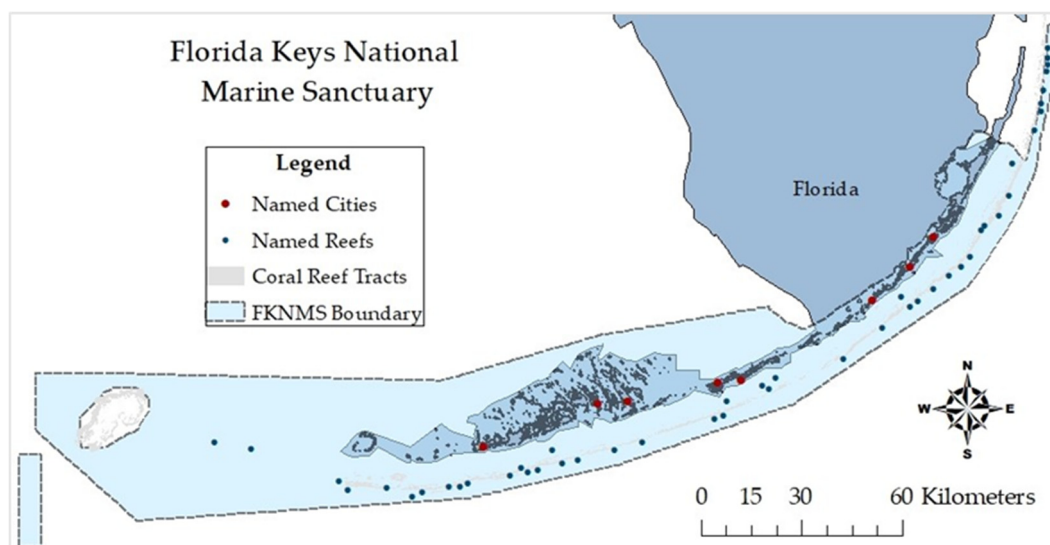 Florida Keys National
Marine Sanctuary
Legend
Named Cities
Named Reefs
Coral Reef Tracts
FKNMS Boundary
Florida
N
W E
S
0 15 30 60 Kilometers